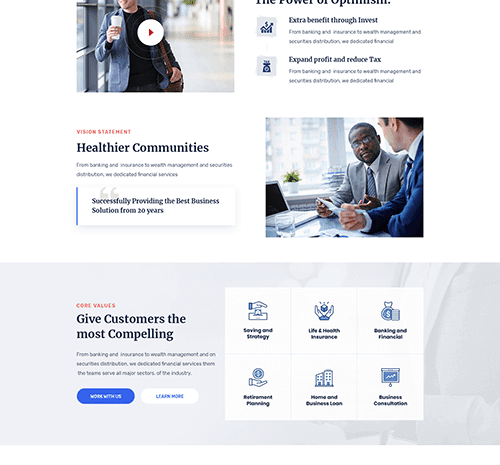 The Power of Optimism.
Extra benefit through Invest
From banking and insurance to wealth management and
securities distribution, we dedicated financial
Expand profit and reduce Tax
From banking and insurance to wealth management and
securities distribution, we dedicated financial
VISION STATEMENT
Healthier Communities
From banking and insurance to wealth management and securities
distribution, we dedicated financial services
Successfully Providing the Best Business
Solution from 20 years
CORE VALUES
Give Customers the
most Compelling
From banking and insurance to wealth management and on
securities distribution, we dedicated financial services them
the teams serve all major sectors, of the industry.
WORK WITH US
LEARN MORE
Saving and
Strategy
Life & Health
Insurance
Banking and
Financial
Retirement
Planning
Home and
Business Loan
Business
Consultation